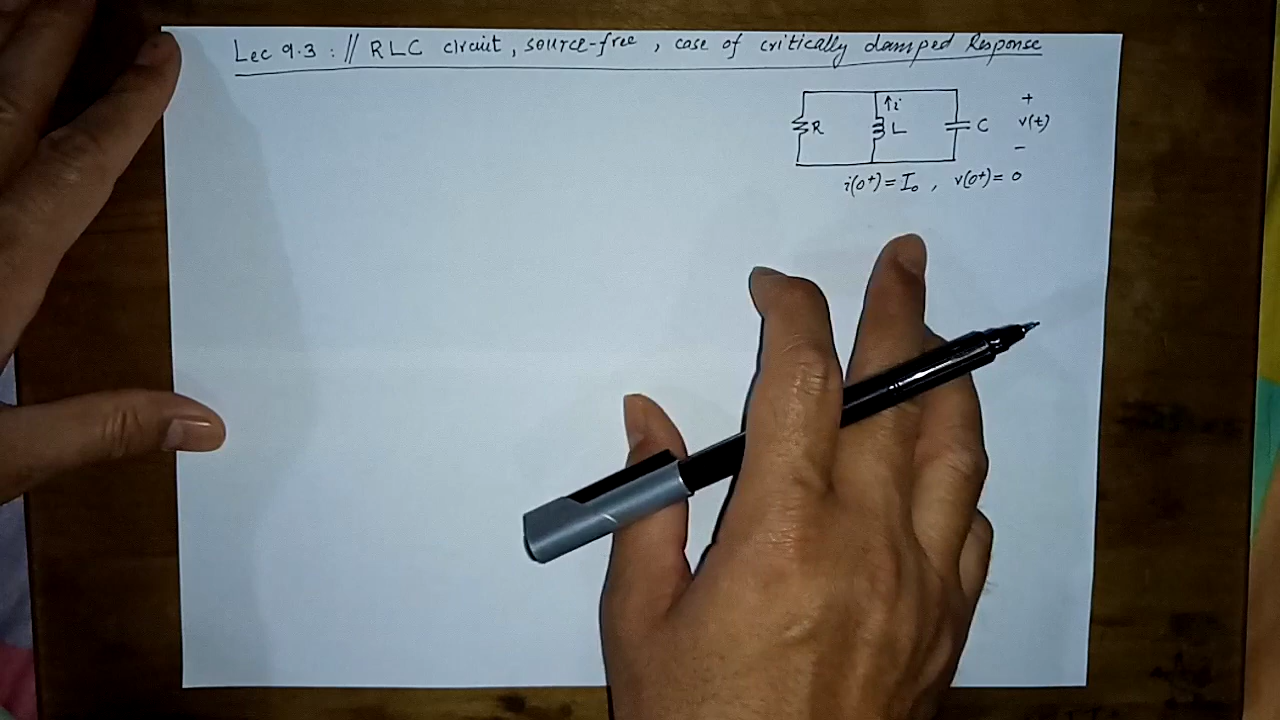 Lec 9.3 : // RLC circuit, source-free, case of critically damped Response
↑i
+
R L C v(t)
−
i(0⁺) = I₀ , v(0⁺) = 0